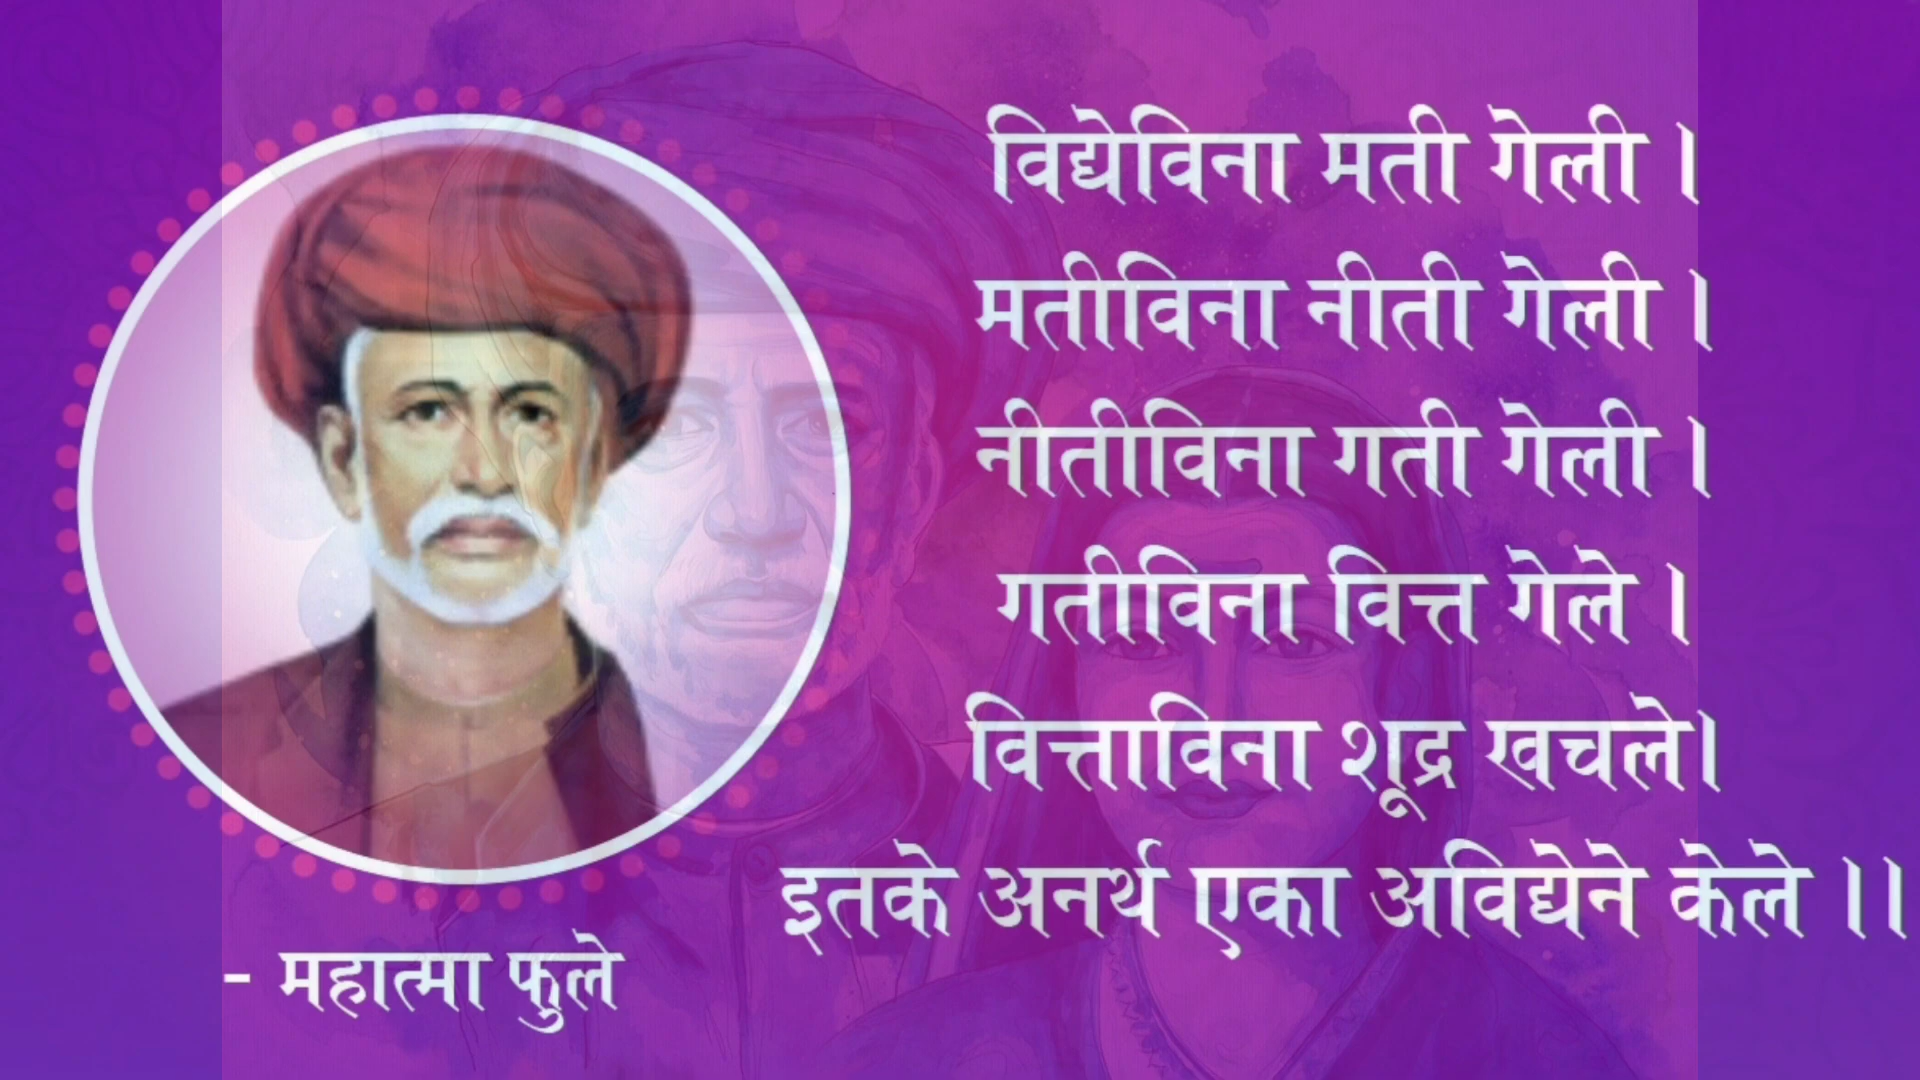 विद्येविना मती गेली ।
मतीविना नीती गेली ।
नीतीविना गती गेली ।
गतीविना वित्त गेले ।
वित्ताविना शूद्र खचले।
इतके अनर्थ एका अविद्येने केले ।।
- महात्मा फुले